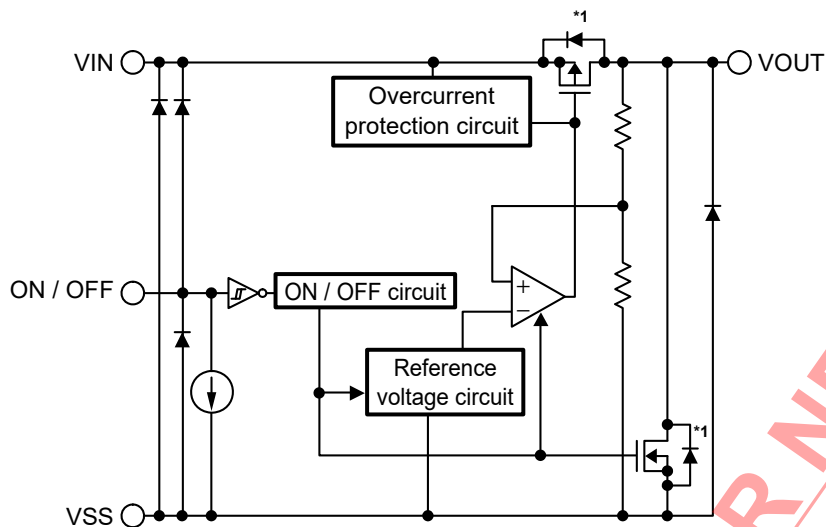 *1
VIN
VOUT
Overcurrent
protection circuit
ON / OFF
ON / OFF circuit
+
−
Reference
voltage circuit
*1
VSS